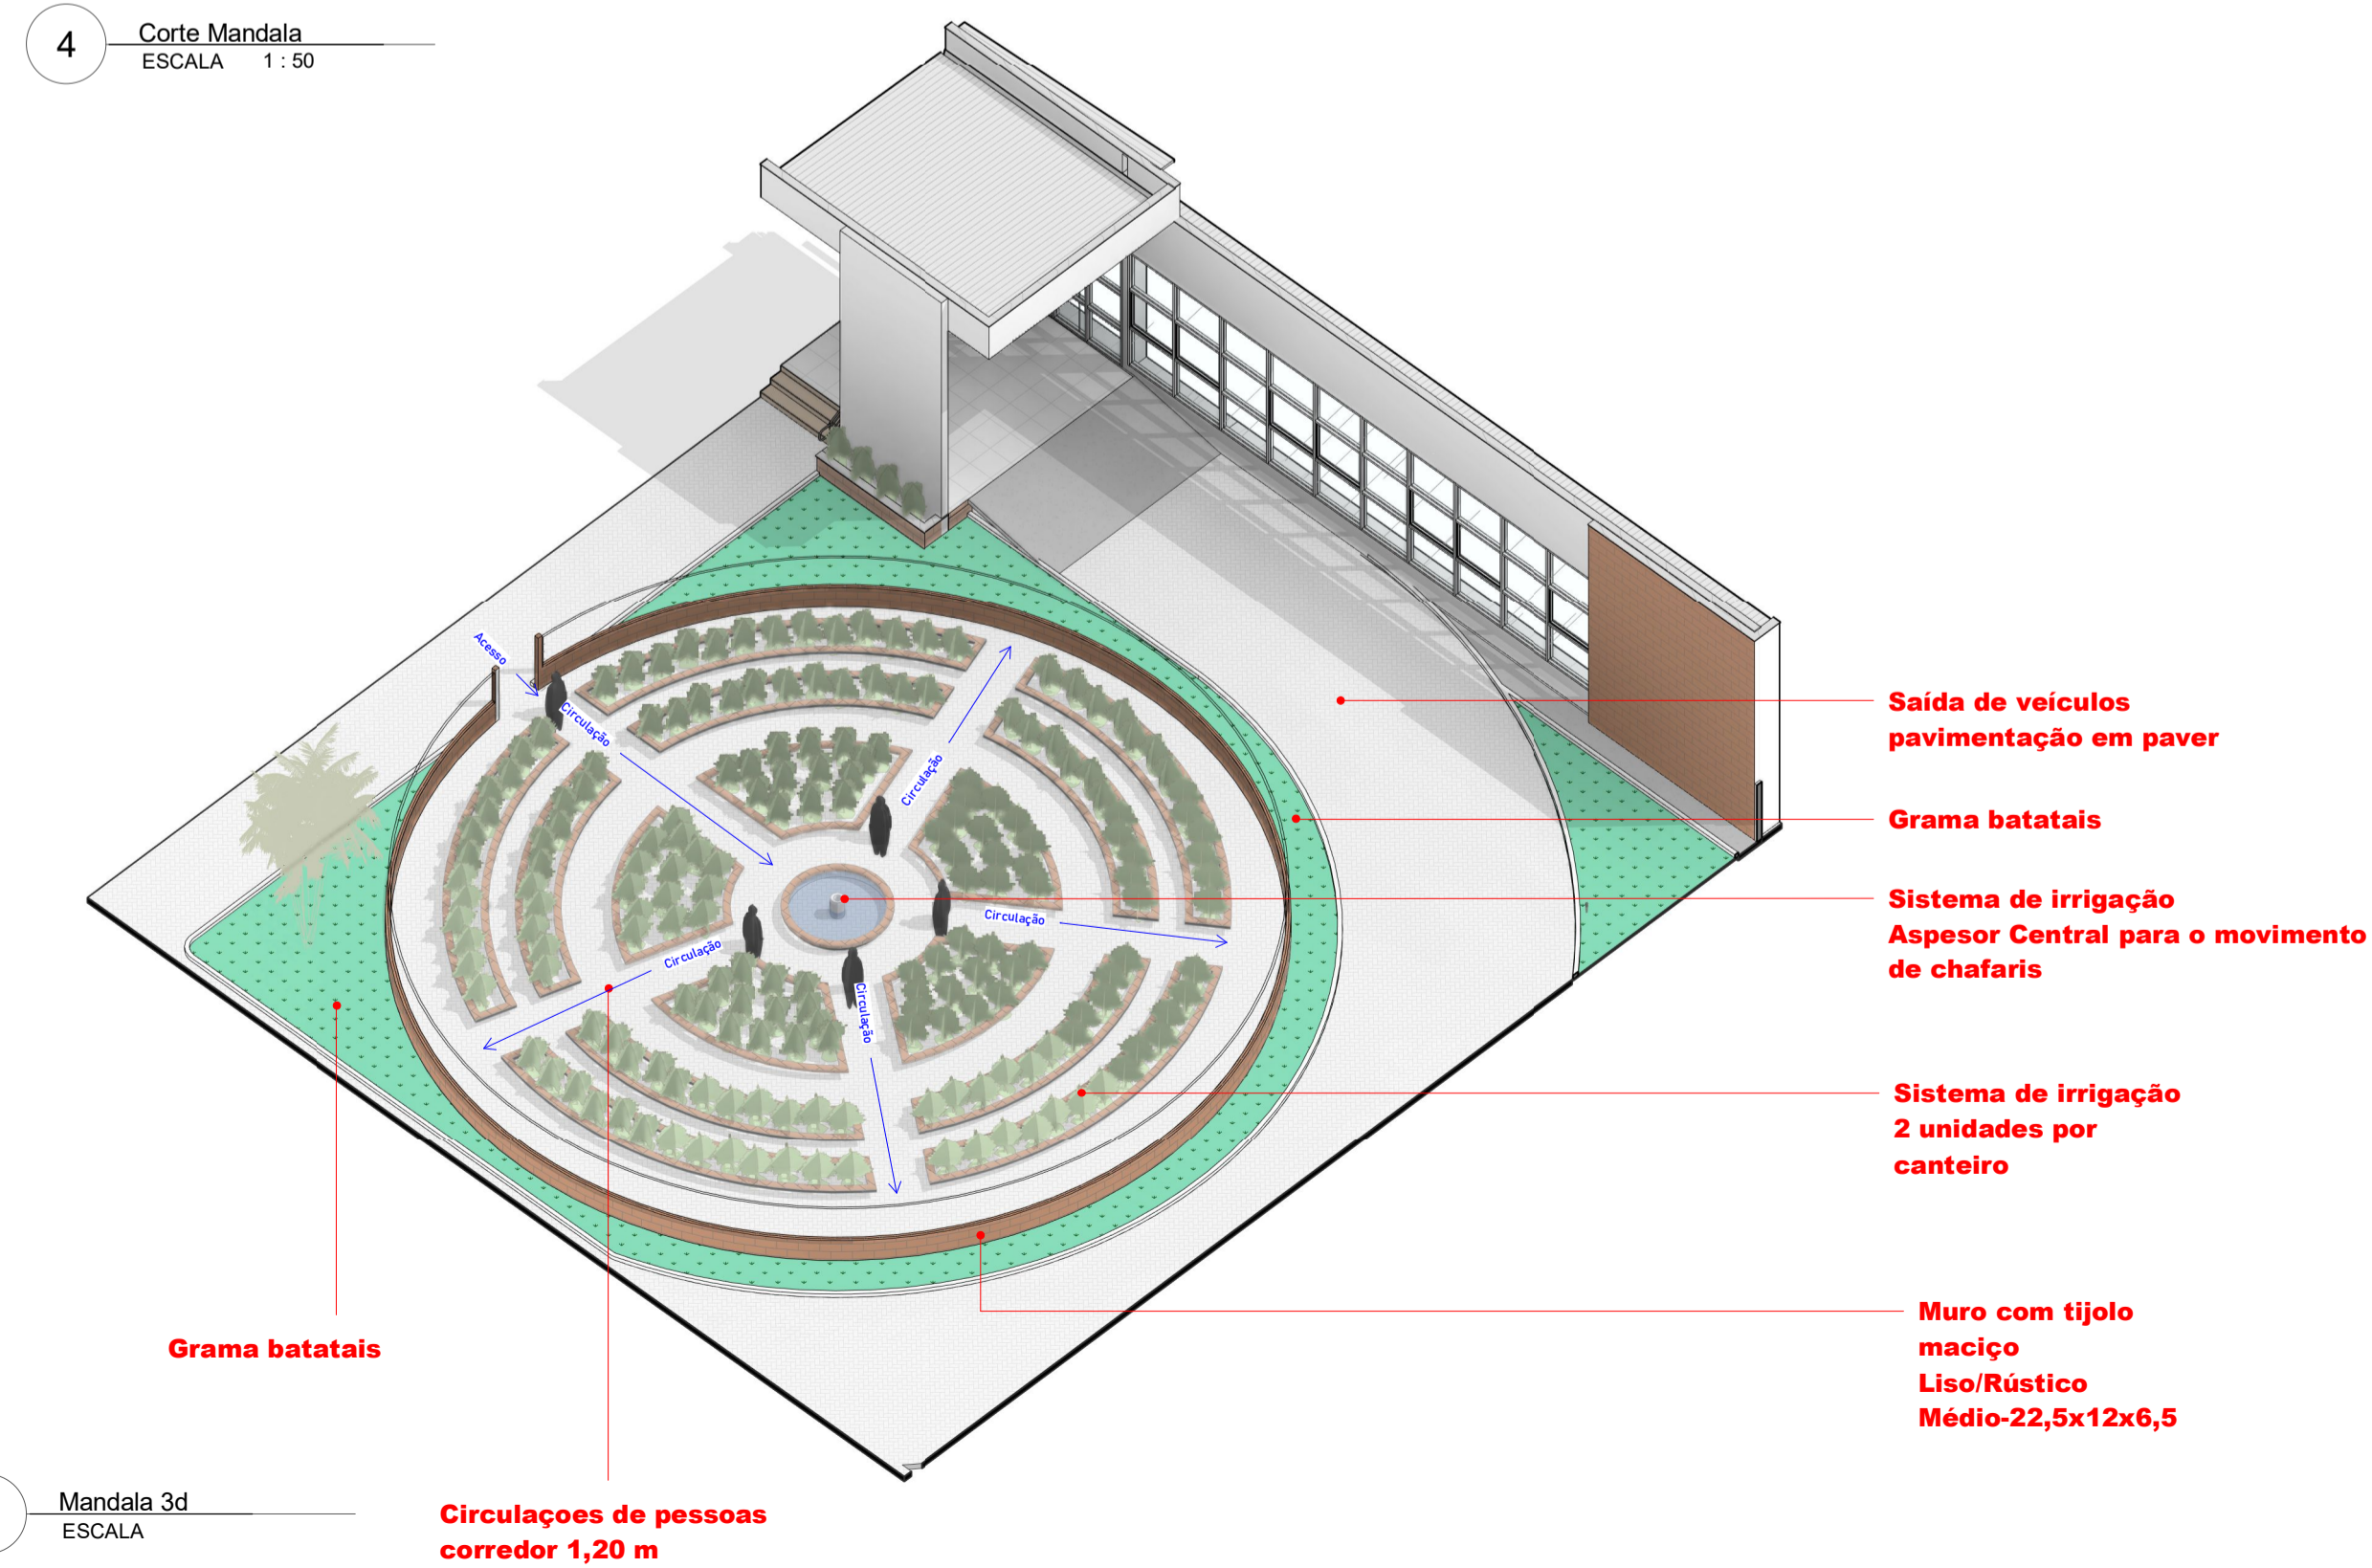 4
Corte Mandala
ESCALA 1 : 50
Acesso
Circulação
Circulação
Circulação
Circulação
Circulação
Saída de veículos
pavimentação em paver
Grama batatais
Sistema de irrigação
Aspesor Central para o movimento
de chafaris
Sistema de irrigação
2 unidades por
canteiro
Muro com tijolo
maciço
Liso/Rústico
Médio-22,5x12x6,5
Grama batatais
Circulaçoes de pessoas
corredor 1,20 m
Mandala 3d
ESCALA